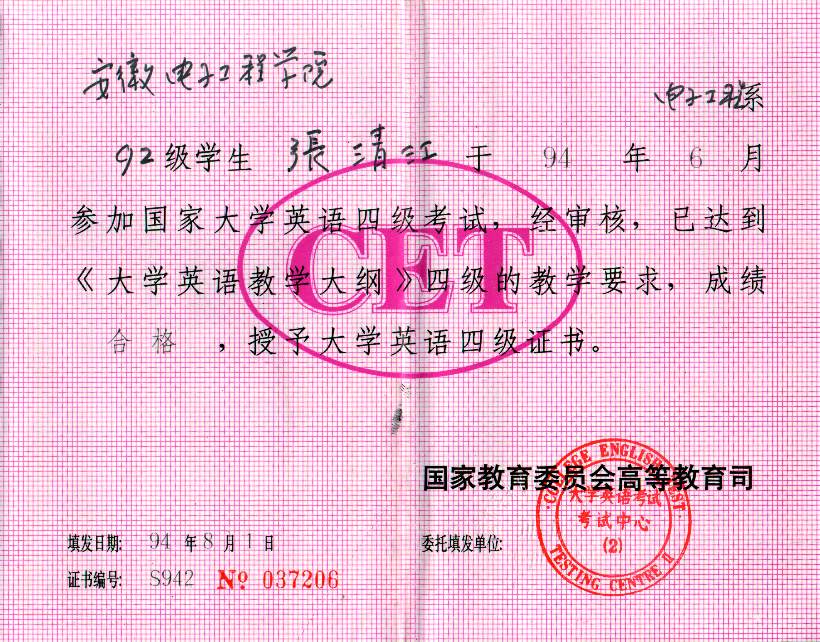 安徽电子工程学院
电子工程系
92级学生 張清江 于 94 年 6 月
参加国家大学英语四级考试，经审核，已达到
《大学英语教学大纲》四级的教学要求，成绩
合格，授予大学英语四级证书。
CET
国家教育委员会高等教育司
填发日期: 94 年 8 月 1 日
委托填发单位:
COLLEGE ENGLISH TEST
大学英语考试
考试中心
(2)
TESTING CENTRE II
证书编号: S942 No 037206